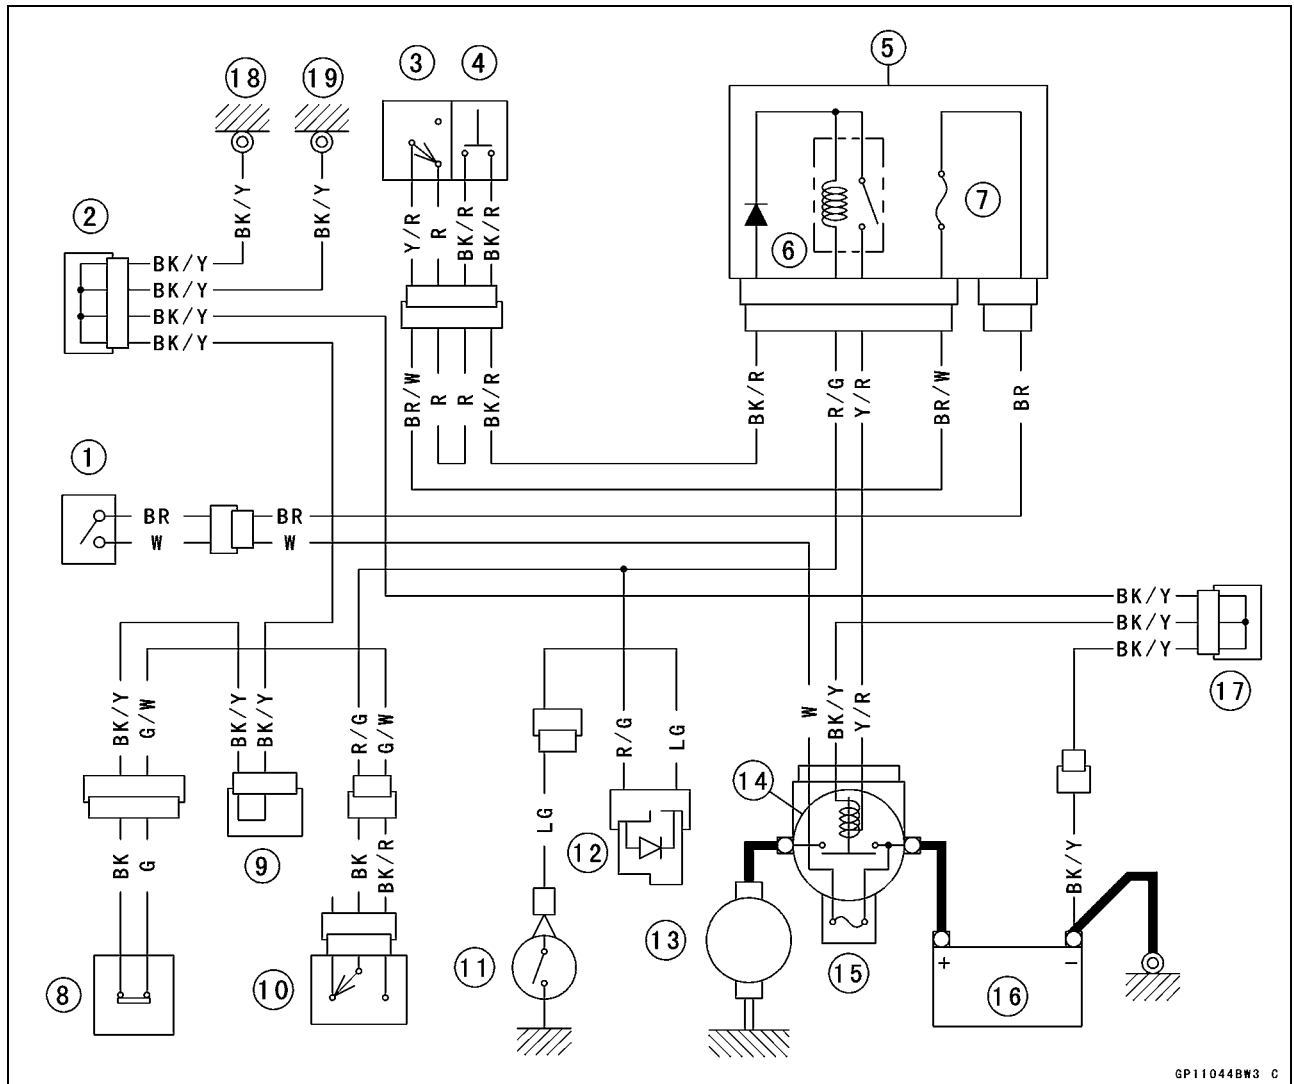 5
3 4
18 19
BK/Y BK/Y Y/R R BK/R BK/R
7
2
6
BK/Y
BK/Y
BK/Y
BK/Y
BR/W R R BK/R BK/R R/G Y/R BR/W BR
1
BR BR
W W
BK/Y
BK/Y
BK/Y
17
BK/Y G/W BK/Y BK/Y R/G G/W R/G LG W BK/Y Y/R
14
LG
12
BK G 9 BK BK/R BK/Y
13
+ −
11 15
8 10 16
GP11044BW3 C